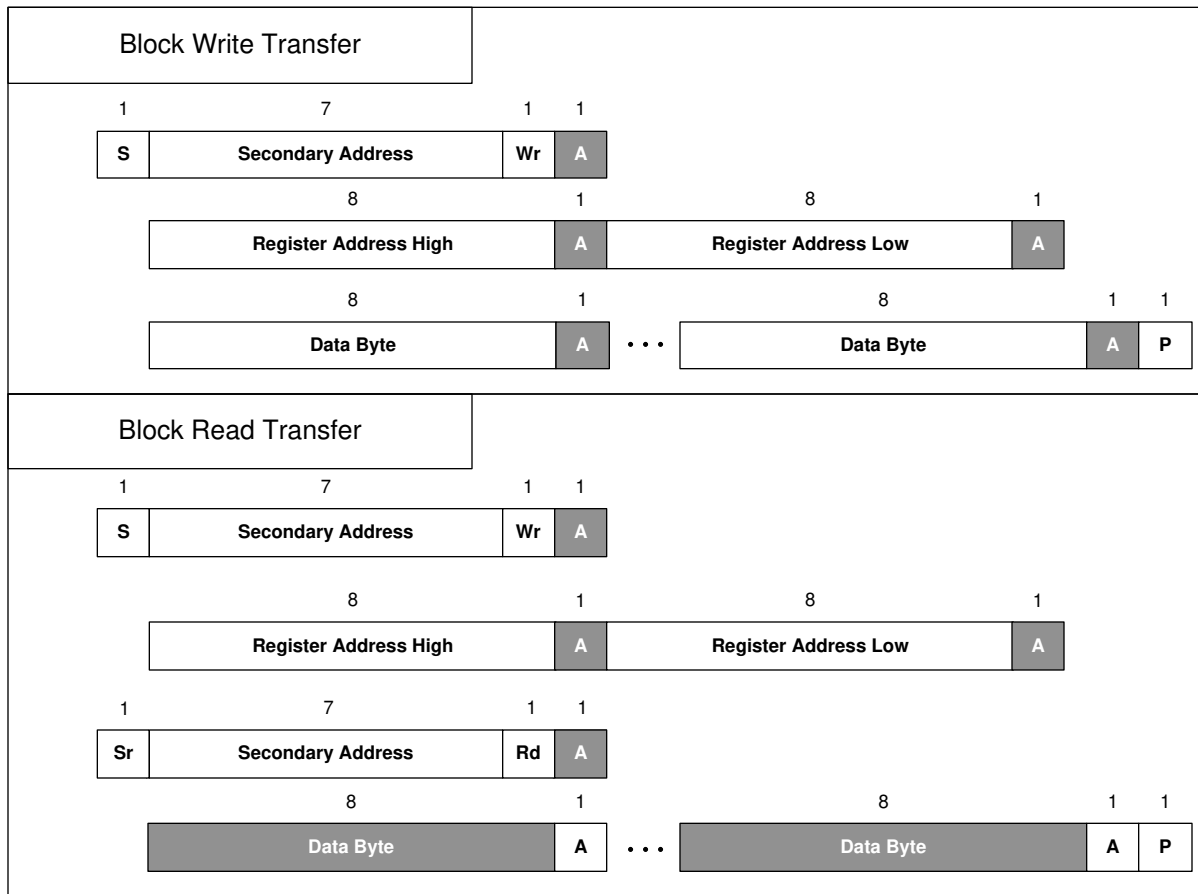 Block Write Transfer
1 7 1 1
S Secondary Address Wr A
8 1 8 1
Register Address High A Register Address Low A
8 1 8 1 1
Data Byte A ... Data Byte A P
Block Read Transfer
1 7 1 1
S Secondary Address Wr A
8 1 8 1
Register Address High A Register Address Low A
1 7 1 1
Sr Secondary Address Rd A
8 1 8 1 1
Data Byte A ... Data Byte A P